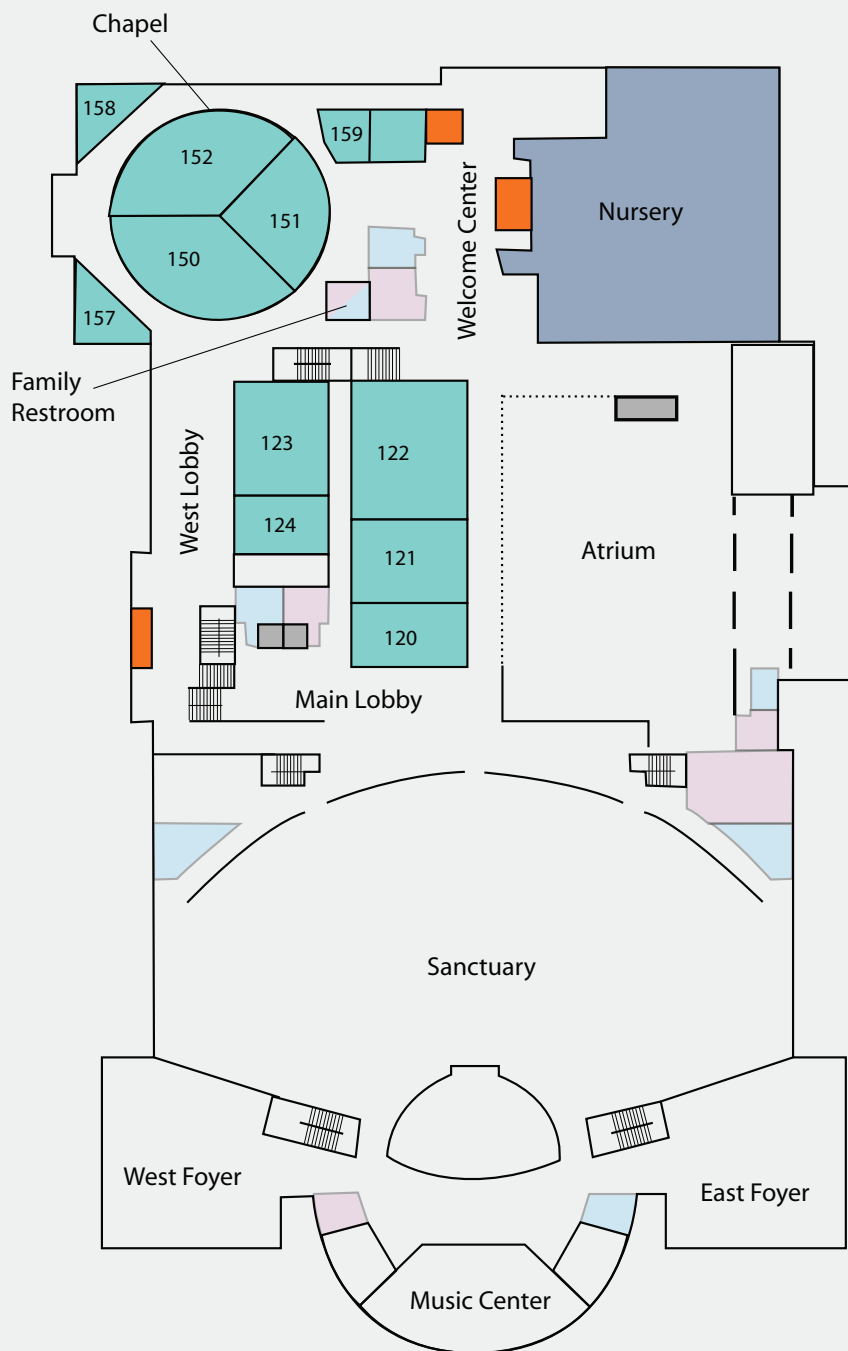 Chapel
158
159
152
151
150
157
Welcome Center
Nursery
Family
Restroom
West Lobby
123
122
124
121
120
Atrium
Main Lobby
Sanctuary
West Foyer
East Foyer
Music Center